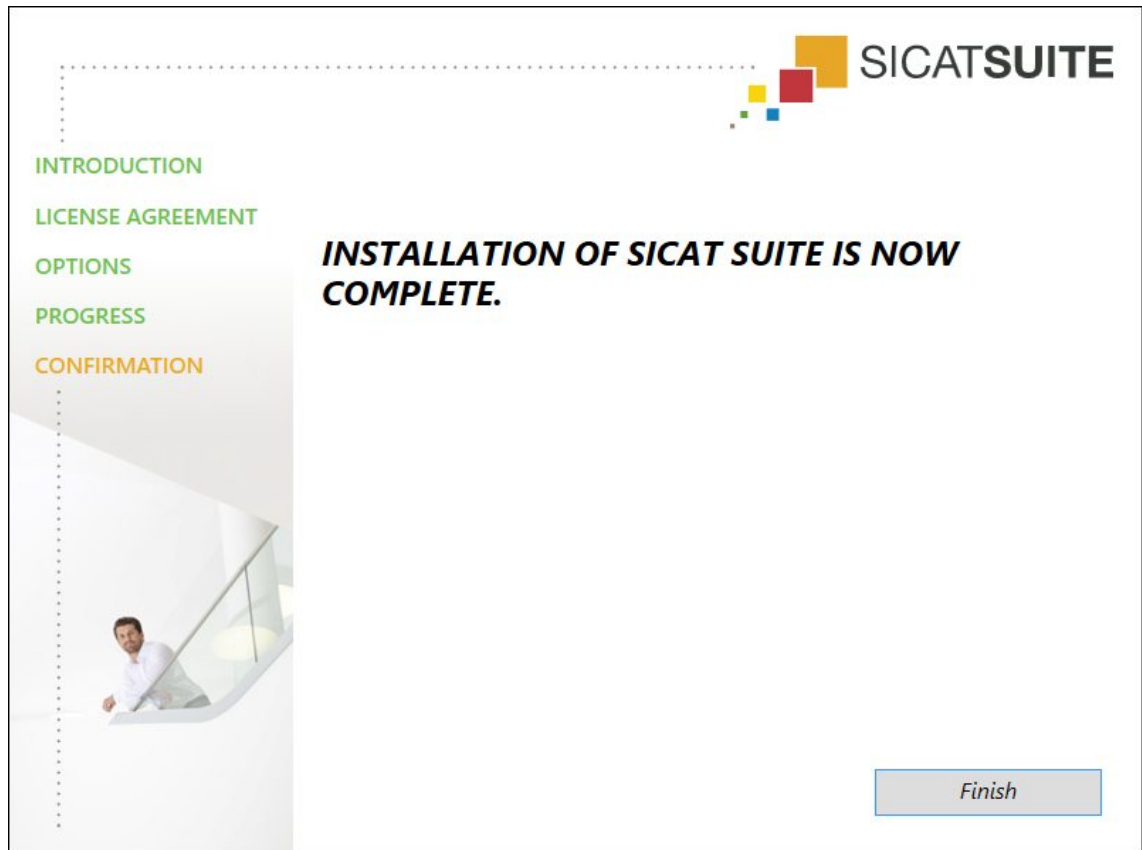 SICATSUITE
INTRODUCTION
LICENSE AGREEMENT
OPTIONS
PROGRESS
CONFIRMATION
INSTALLATION OF SICAT SUITE IS NOW
COMPLETE.
Finish